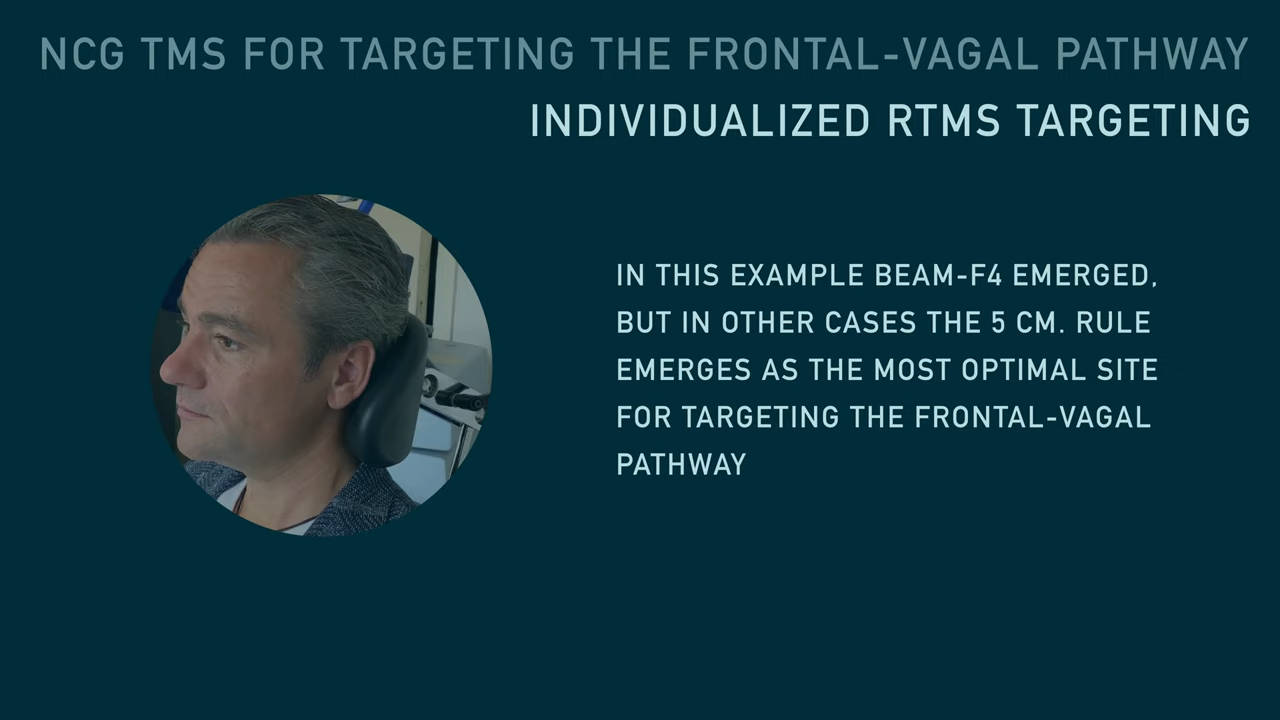 NCG TMS FOR TARGETING THE FRONTAL-VAGAL PATHWAY
INDIVIDUALIZED RTMS TARGETING
IN THIS EXAMPLE BEAM-F4 EMERGED,
BUT IN OTHER CASES THE 5 CM. RULE
EMERGES AS THE MOST OPTIMAL SITE
FOR TARGETING THE FRONTAL-VAGAL
PATHWAY